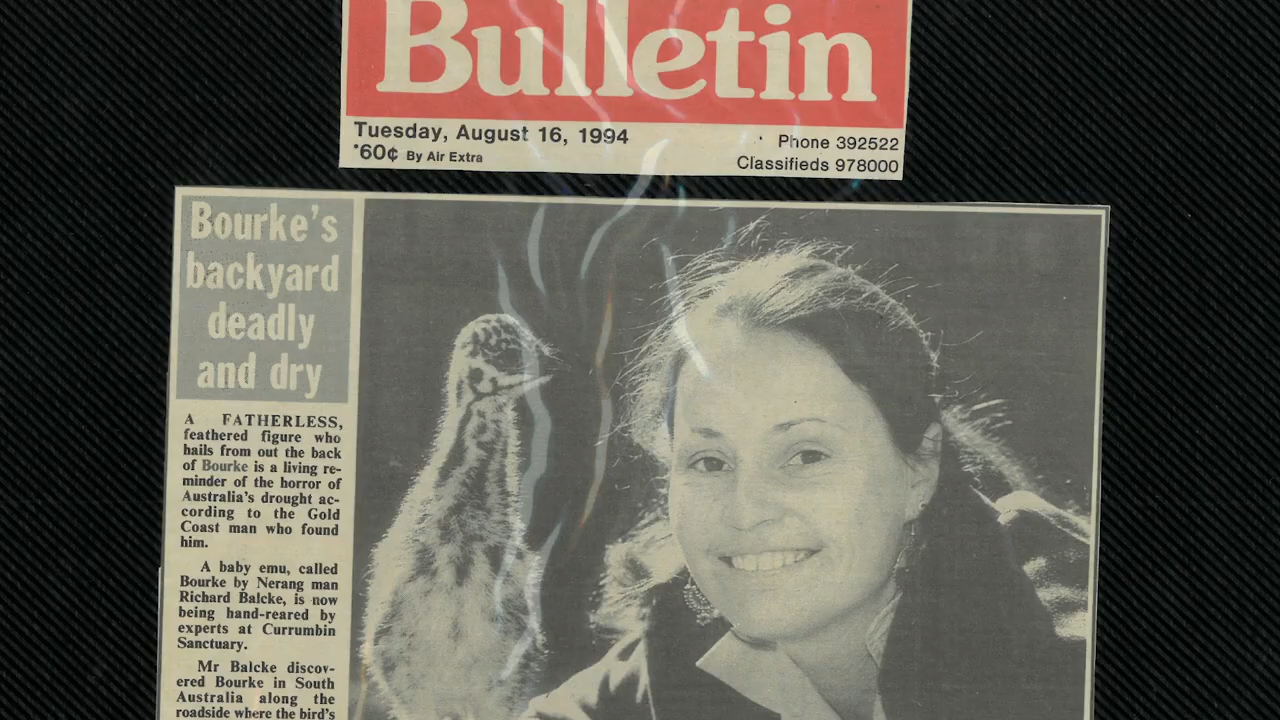 Bulletin
Tuesday, August 16, 1994
*60¢ By Air Extra
Phone 392522
Classifieds 978000
Bourke's
backyard
deadly
and dry
A FATHERLESS,
feathered figure who
hails from out the back
of Bourke is a living re-
minder of the horror of
Australia's drought ac-
cording to the Gold
Coast man who found
him.
A baby emu, called
Bourke by Nerang man
Richard Balcke, is now
being hand-reared by
experts at Currumbin
Sanctuary.
Mr Balcke discov-
ered Bourke in South
Australia along the
roadside where the bird's